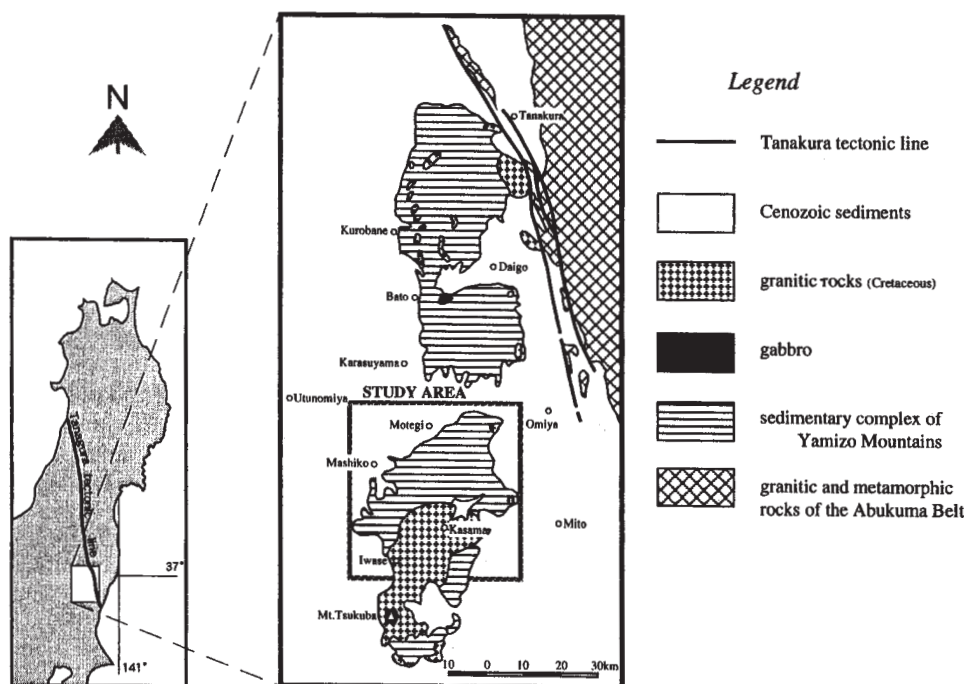 N
Tanakura tectonic line
37°
141°
Tanakura
Kurobane
Daigo
Bato
Karasuyama
STUDY AREA
Utunomiya
Motegi
Omiya
Mashiko
Mito
Kasama
Iwase
Mt.Tsukuba
10 0 10 20 30km
Legend
Tanakura tectonic line
Cenozoic sediments
granitic rocks (Cretaceous)
gabbro
sedimentary complex of
Yamizo Mountains
granitic and metamorphic
rocks of the Abukuma Belt